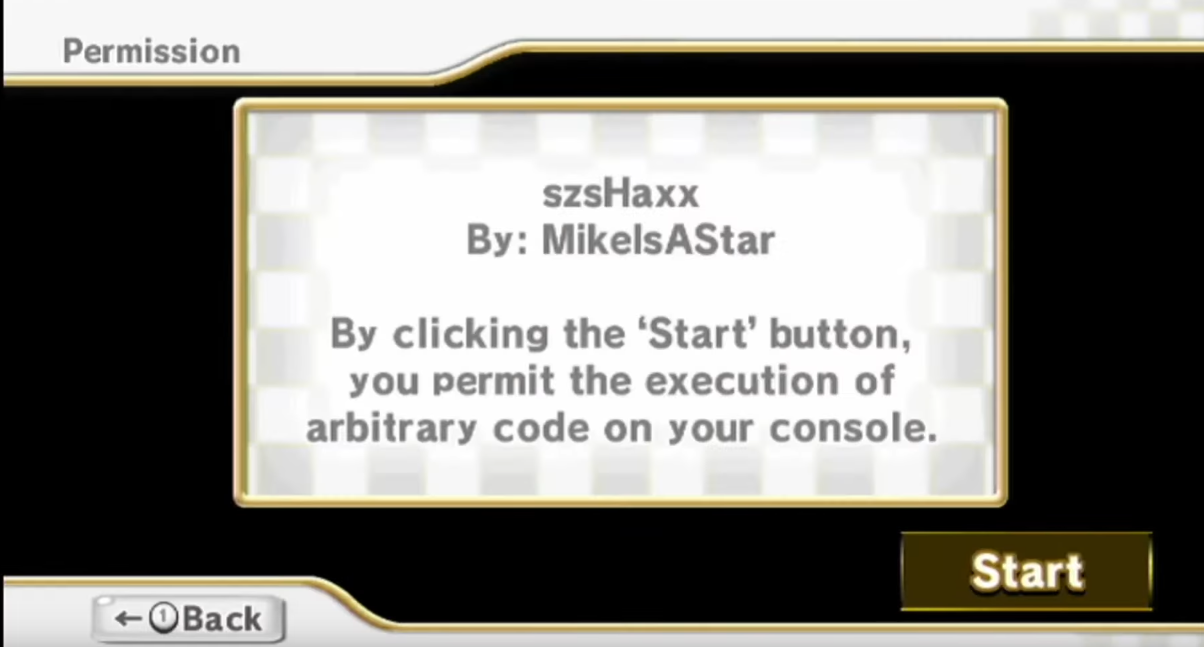 Permission
szsHaxx
By: MikeIsAStar
By clicking the ‘Start’ button,
you permit the execution of
arbitrary code on your console.
Start
←①Back